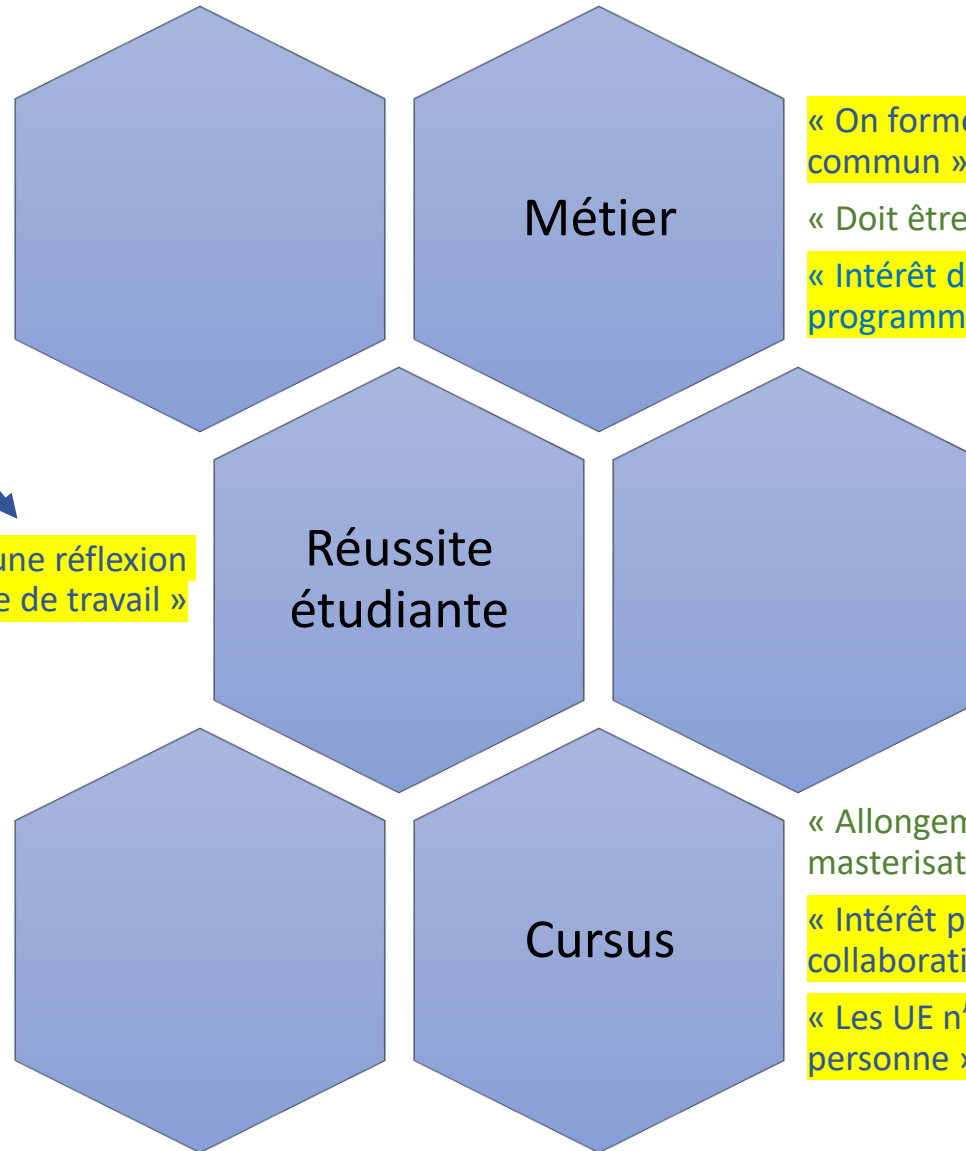 « On forme
commun »
Métier
« Doit être
« Intérêt d
programm
une réflexion
e de travail »
Réussite
étudiante
« Allongem
masterisat
« Intérêt p
collaborati
Cursus
« Les UE n'
personne »